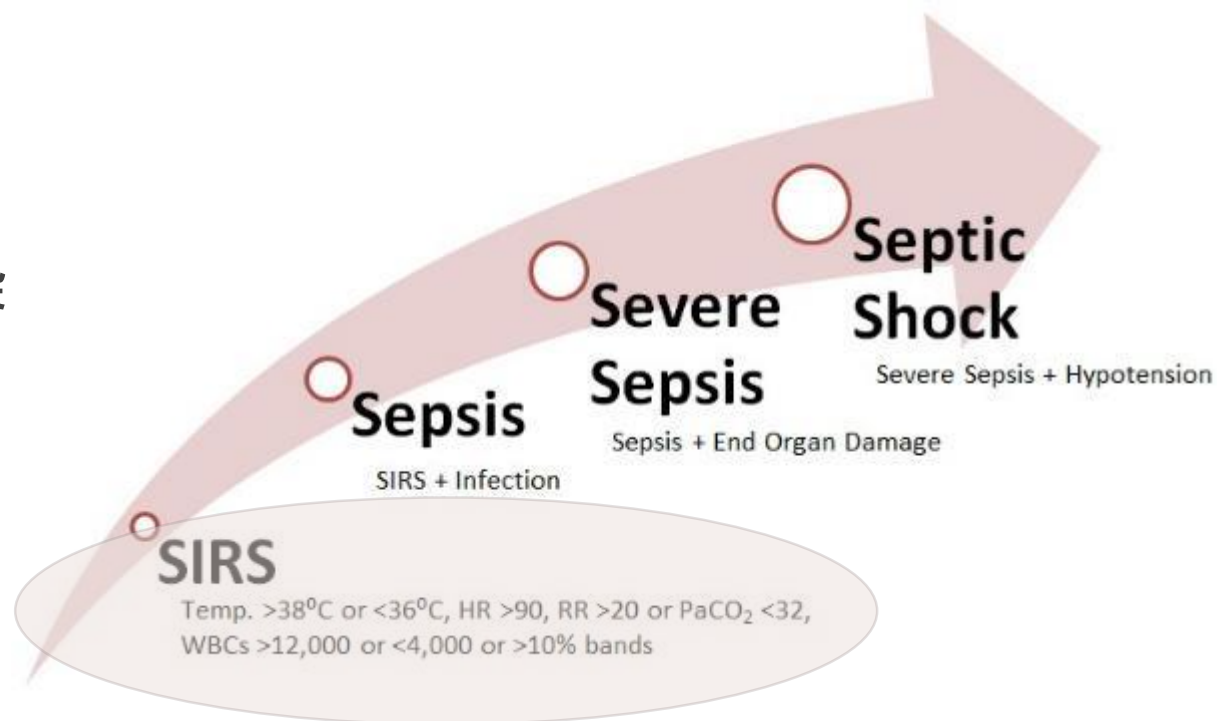 Septic
Shock
Severe Sepsis + Hypotension
Severe
Sepsis
Sepsis + End Organ Damage
Sepsis
SIRS + Infection
SIRS
Temp. >38⁰C or <36⁰C, HR >90, RR >20 or PaCO₂ <32,
WBCs >12,000 or <4,000 or >10% bands